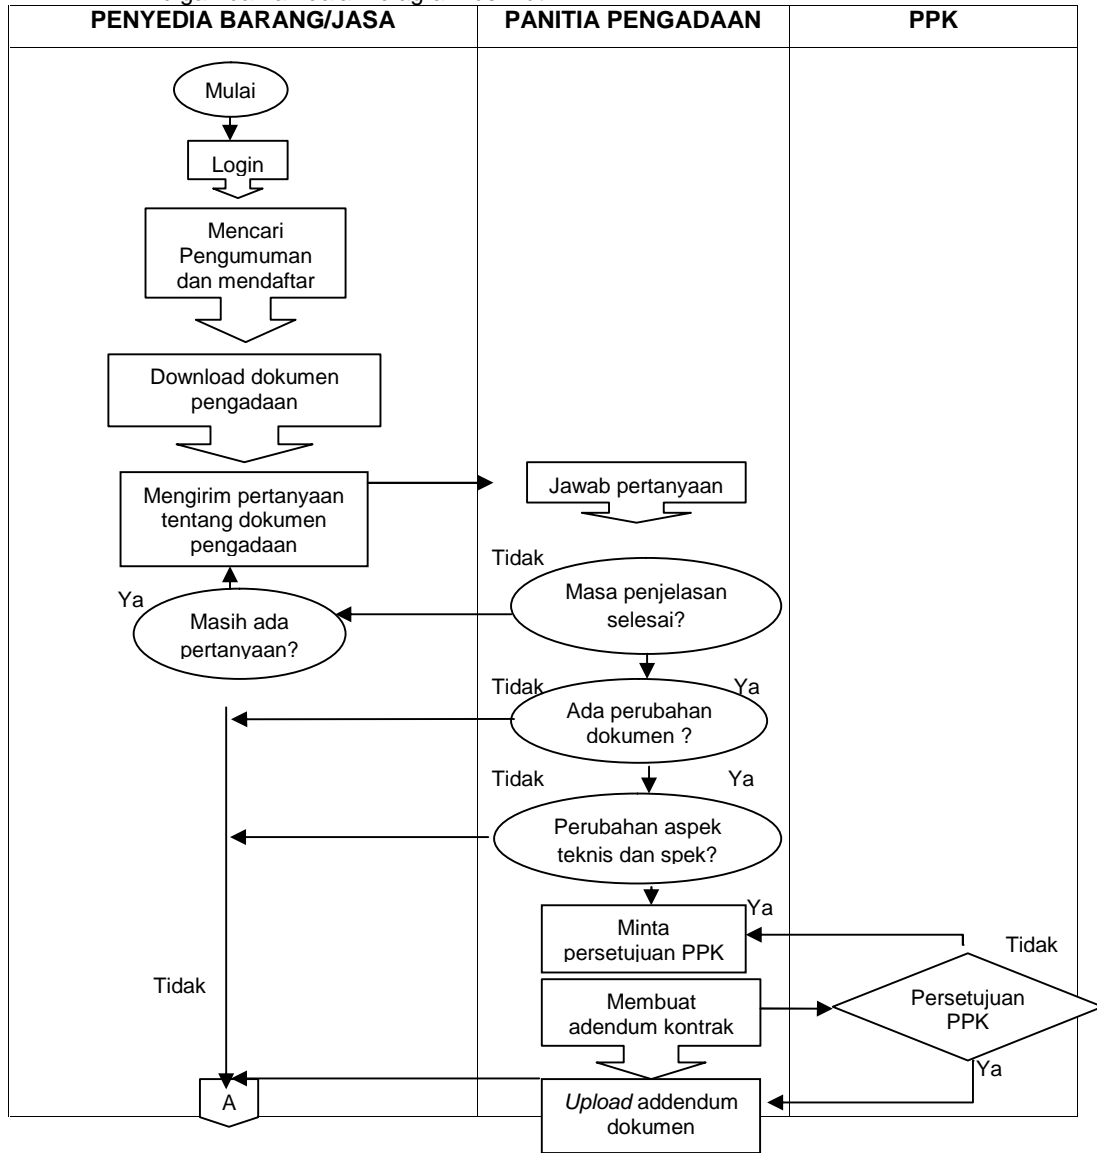 PENYEDIA BARANG/JASA
PANITIA PENGADAAN
PPK
Mulai
Login
Mencari
Pengumuman
dan mendaftar
Download dokumen
pengadaan
Mengirim pertanyaan
tentang dokumen
pengadaan
Jawab pertanyaan
Tidak
Masa penjelasan
selesai?
Ya
Masih ada
pertanyaan?
Tidak
Ya
Ada perubahan
dokumen ?
Tidak
Ya
Perubahan aspek
teknis dan spek?
Ya
Minta
persetujuan PPK
Tidak
Tidak
Membuat
adendum kontrak
Persetujuan
PPK
Ya
A
Upload addendum
dokumen